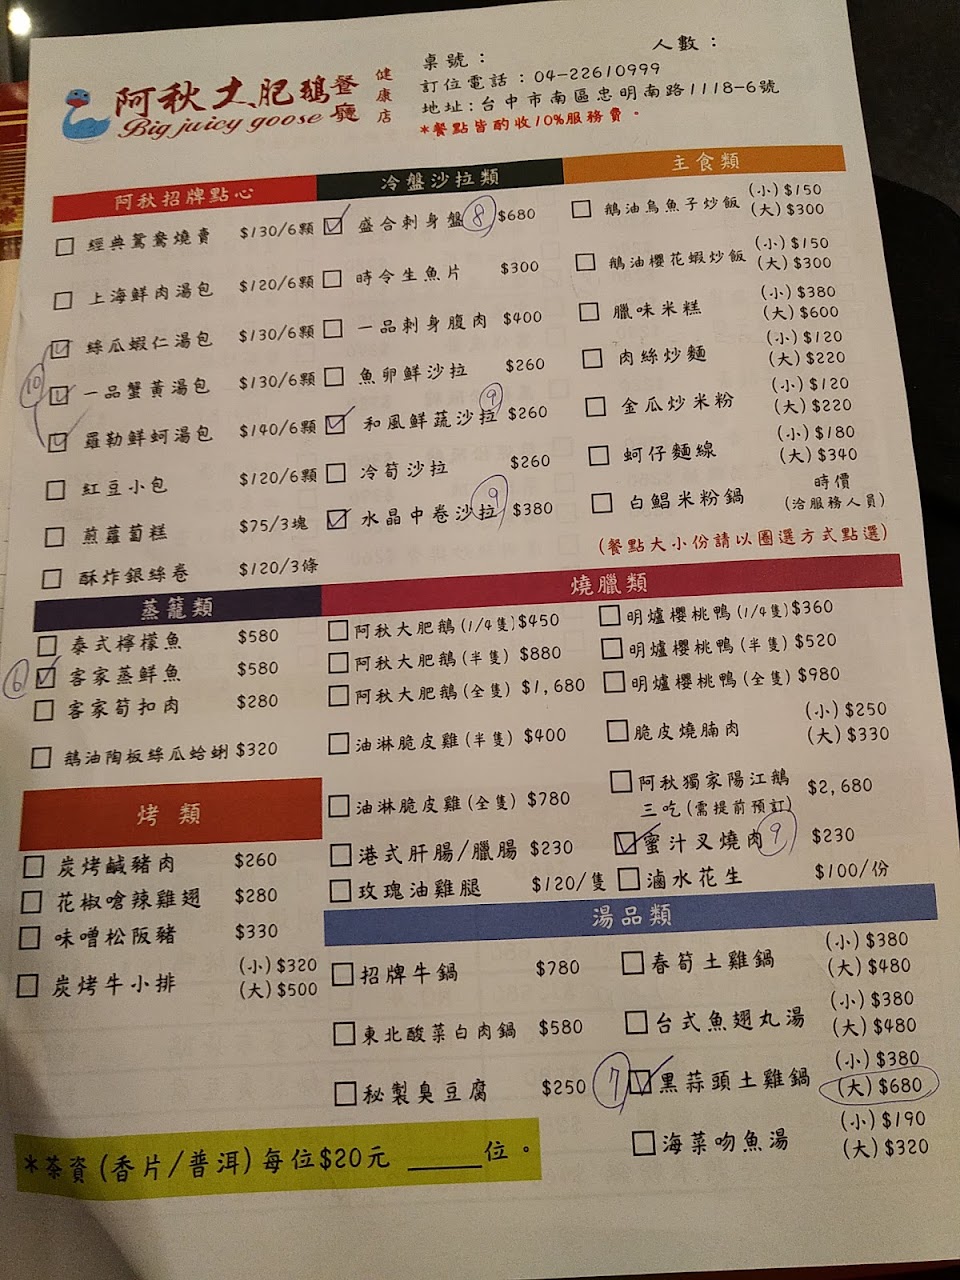 阿秋大肥鵝餐廳 健康店
Big juicy goose
桌號： 人數：
訂位電話：04-22610999
地址:台中市南區忠明南路1118-6號
*餐點皆酌收10%服務費。
阿秋招牌點心
經典鴛鴦燒賣 $130/6顆
上海鮮肉湯包 $120/6顆
絲瓜蝦仁湯包 $130/6顆
10
一品蟹黃湯包 $130/6顆
羅勒鮮蚵湯包 $140/6顆
紅豆小包 $120/6顆
煎蘿蔔糕 $75/3塊
酥炸銀絲卷 $120/3條
冷盤沙拉類
盛合刺身盤 8 $680
時令生魚片 $300
一品刺身腹肉 $400
魚卵鮮沙拉 $260
和風鮮蔬沙拉 9 $260
冷筍沙拉 $260
水晶中卷沙拉 9 $380
主食類
鵝油烏魚子炒飯 (小)$150
(大)$300
鵝油櫻花蝦炒飯 (小)$150
(大)$300
臘味米糕 (小)$380
(大)$600
肉絲炒麵 (小)$120
(大)$220
金瓜炒米粉 (小)$120
(大)$220
蚵仔麵線 (小)$180
(大)$340
白鯧米粉鍋 時價
(洽服務人員)
(餐點大小份請以圈選方式點選)
蒸籠類
泰式檸檬魚 $580
6 客家蒸鮮魚 $580
客家筍扣肉 $280
鵝油陶板絲瓜蛤蜊 $320
烤類
炭烤鹹豬肉 $260
花椒嗆辣雞翅 $280
味噌松阪豬 $330
炭烤牛小排 (小)$320
(大)$500
燒臘類
阿秋大肥鵝(1/4隻)$450
阿秋大肥鵝(半隻) $880
阿秋大肥鵝(全隻) $1,680
油淋脆皮雞(半隻) $400
油淋脆皮雞(全隻) $780
港式肝腸/臘腸 $230
玫瑰油雞腿 $120/隻
明爐櫻桃鴨(1/4隻)$360
明爐櫻桃鴨(半隻) $520
明爐櫻桃鴨(全隻) $980
脆皮燒腩肉 (小)$250
(大)$330
阿秋獨家陽江鵝 $2,680
三吃(需提前預訂)
蜜汁叉燒肉 9 $230
滷水花生 $100/份
湯品類
招牌牛鍋 $780
東北酸菜白肉鍋 $580
秘製臭豆腐 $250
春筍土雞鍋 (小)$380
(大)$480
台式魚翅丸湯 (小)$380
(大)$480
7 黑蒜頭土雞鍋 (小)$380
(大)$680
海菜吻魚湯 (小)$190
(大)$320
*茶資(香片/普洱)每位$20元 _____位。